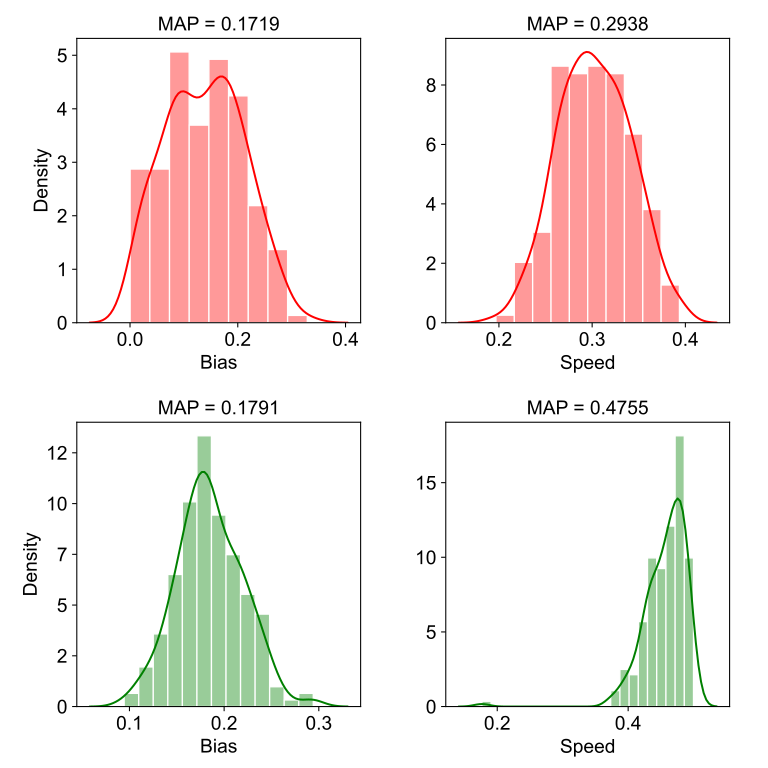 MAP = 0.1719
MAP = 0.2938
5
4
3
2
1
0
Density
0.0 0.2 0.4
Bias
8
6
4
2
0
0.2 0.3 0.4
Speed
MAP = 0.1791
MAP = 0.4755
12
10
7
5
2
0
Density
0.1 0.2 0.3
Bias
15
10
5
0
0.2 0.4
Speed